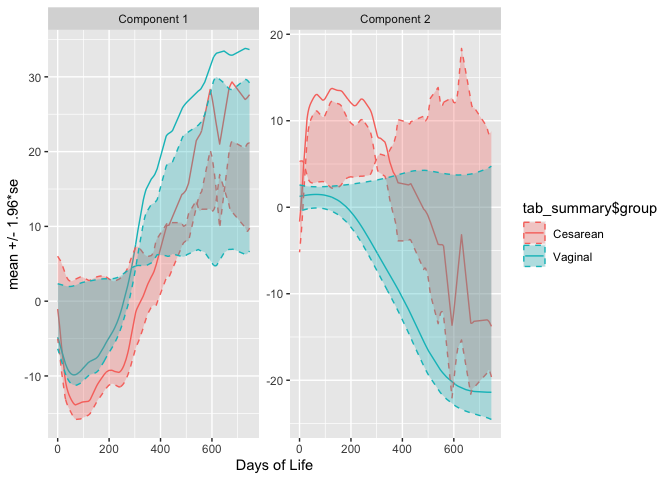 Component 1
Component 2
mean +/- 1.96*se
30
20
10
0
-10
20
10
0
-10
-20
0
200
400
600
0
200
400
600
Days of Life
tab_summary$group
Cesarean
Vaginal